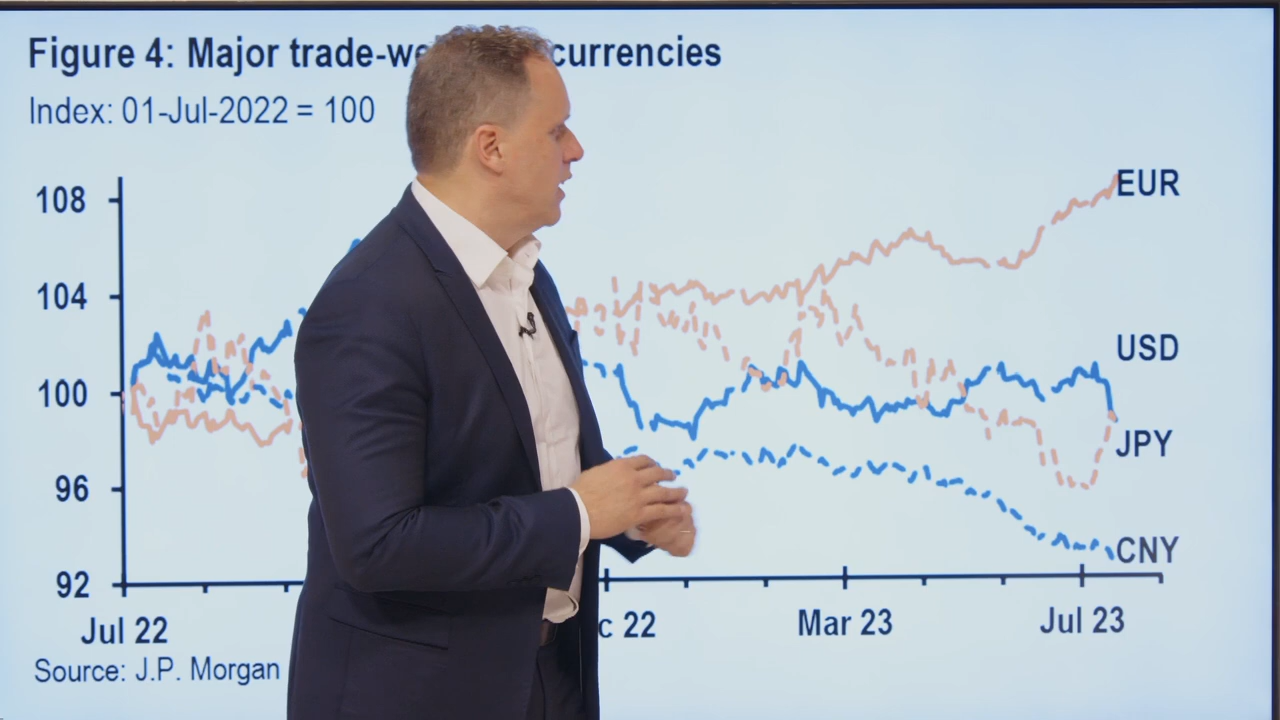 Figure 4: Major trade-we currencies
Index: 01-Jul-2022 = 100
108
104
100
96
92
EUR
USD
JPY
CNY
Jul 22
c 22
Mar 23
Jul 23
Source: J.P. Morgan